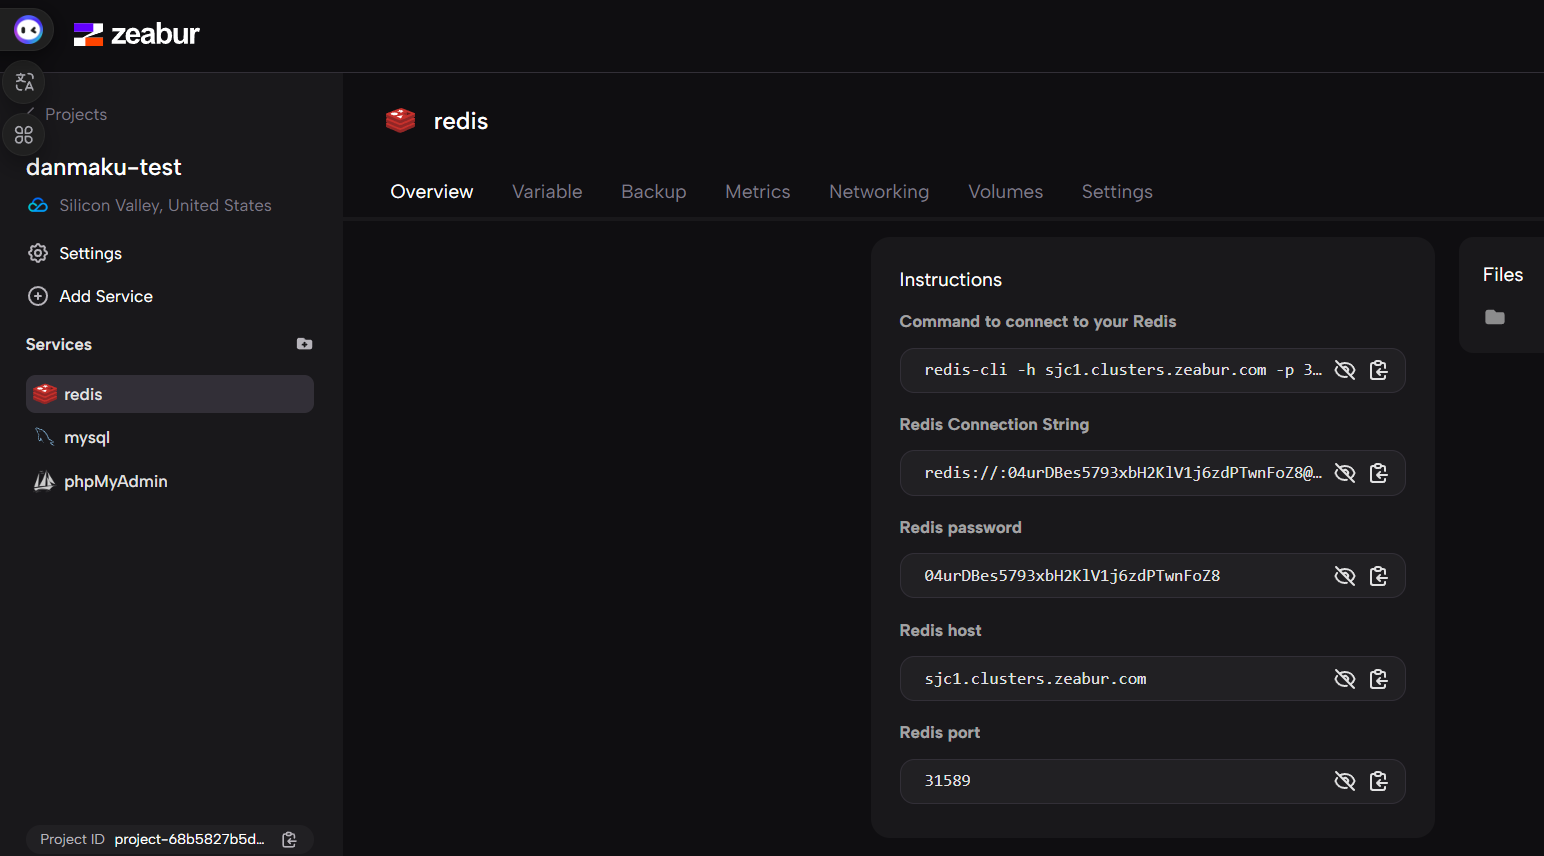 zeabur
Projects
danmaku-test
Silicon Valley, United States
Settings
Add Service
Services
redis
mysql
phpMyAdmin
Project ID project-68b5827b5d...
redis
Overview Variable Backup Metrics Networking Volumes Settings
Instructions
Command to connect to your Redis
redis-cli -h sjc1.clusters.zeabur.com -p 3…
Redis Connection String
redis://:04urDBes5793xbH2KlV1j6zdPTwnFoZ8@…
Redis password
04urDBes5793xbH2KlV1j6zdPTwnFoZ8
Redis host
sjc1.clusters.zeabur.com
Redis port
31589
Files